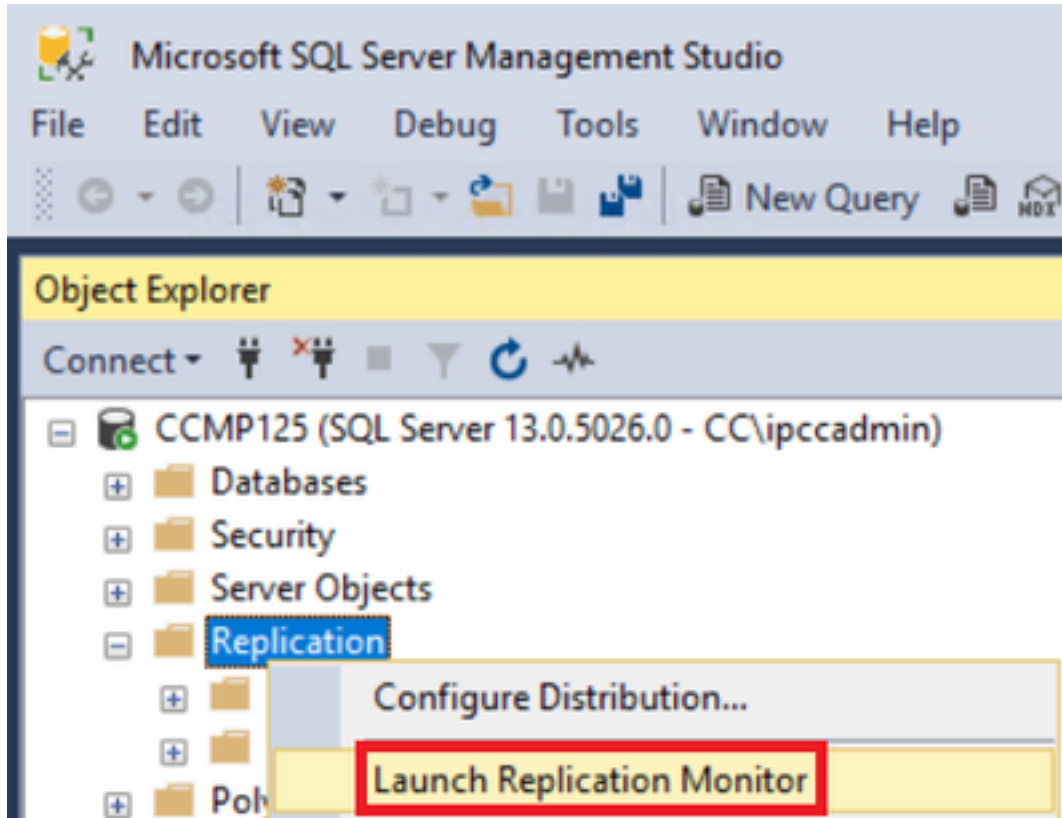 Microsoft SQL Server Management Studio
File Edit View Debug Tools Window Help
New Query MDX
Object Explorer
Connect
CCMP125 (SQL Server 13.0.5026.0 - CC\ipccadmin)
Databases
Security
Server Objects
Replication
Configure Distribution...
Launch Replication Monitor